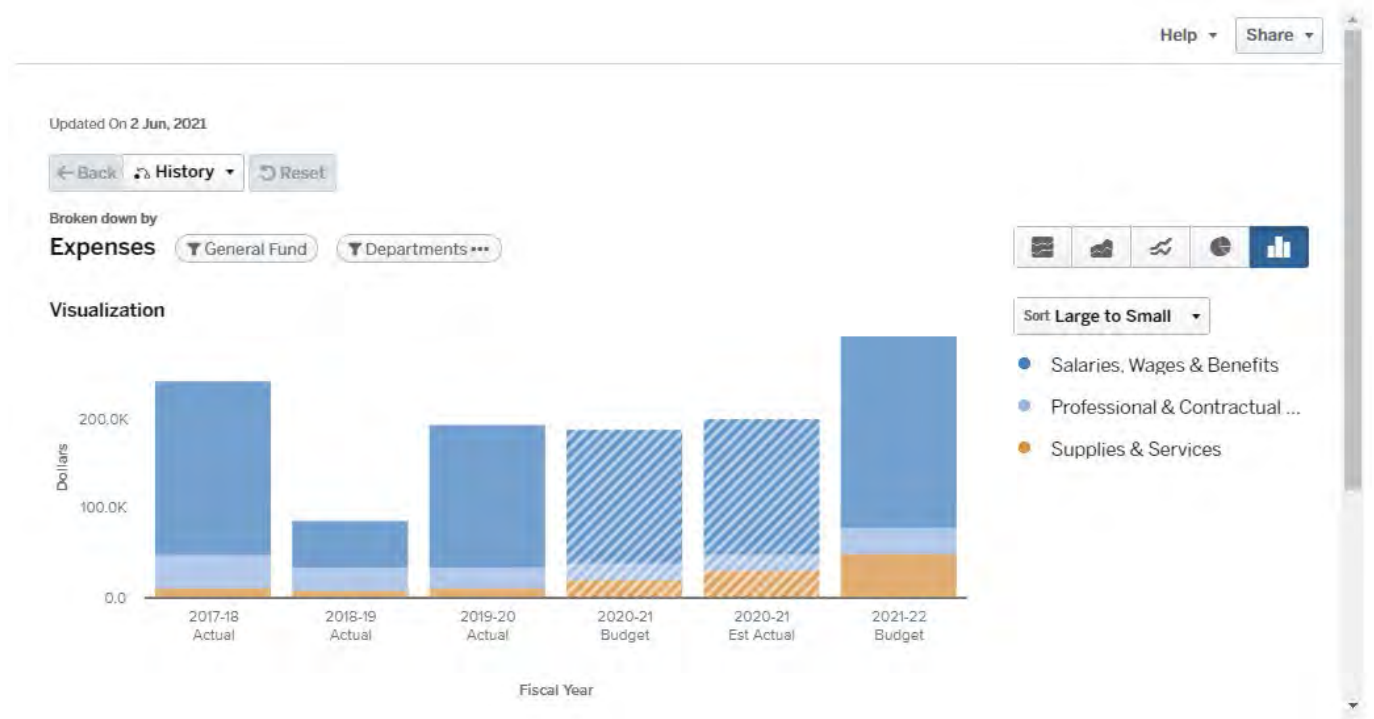 Help
Share
Updated On 2 Jun, 2021
Back
History
Reset
Broken down by
Expenses
General Fund
Departments •••
Visualization
Sort Large to Small
Salaries, Wages & Benefits
Professional & Contractual ...
Supplies & Services
Dollars
200.0K
100.0K
0.0
2017-18
Actual
2018-19
Actual
2019-20
Actual
2020-21
Budget
2020-21
Est Actual
2021-22
Budget
Fiscal Year